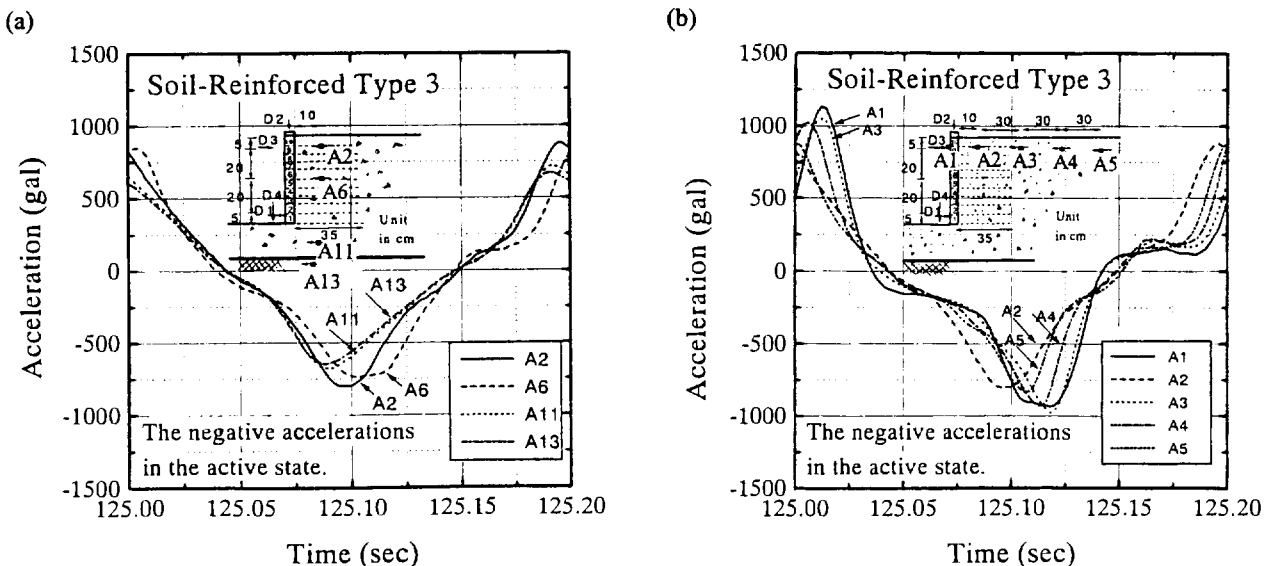 (a)
Soil-Reinforced Type 3
Acceleration (gal)
1500
1000
500
0
-500
-1000
-1500
D2 10
5
D3
20
20
D4
5
D1
A2
A6
35
A11
A13
Unit
in cm
A13
A11
A6
A2
A2
A6
A11
A13
The negative accelerations
in the active state.
125.00 125.05 125.10 125.15 125.20
Time (sec)
(b)
Soil-Reinforced Type 3
Acceleration (gal)
1500
1000
500
0
-500
-1000
-1500
A1
A3
D2 10 30 30 30
5
D3
20
20
D4
5
D1
A1 A2 A3 A4 A5
35
Unit
in cm
A2
A4
A5
A1
A2
A3
A4
A5
The negative accelerations
in the active state.
125.00 125.05 125.10 125.15 125.20
Time (sec)